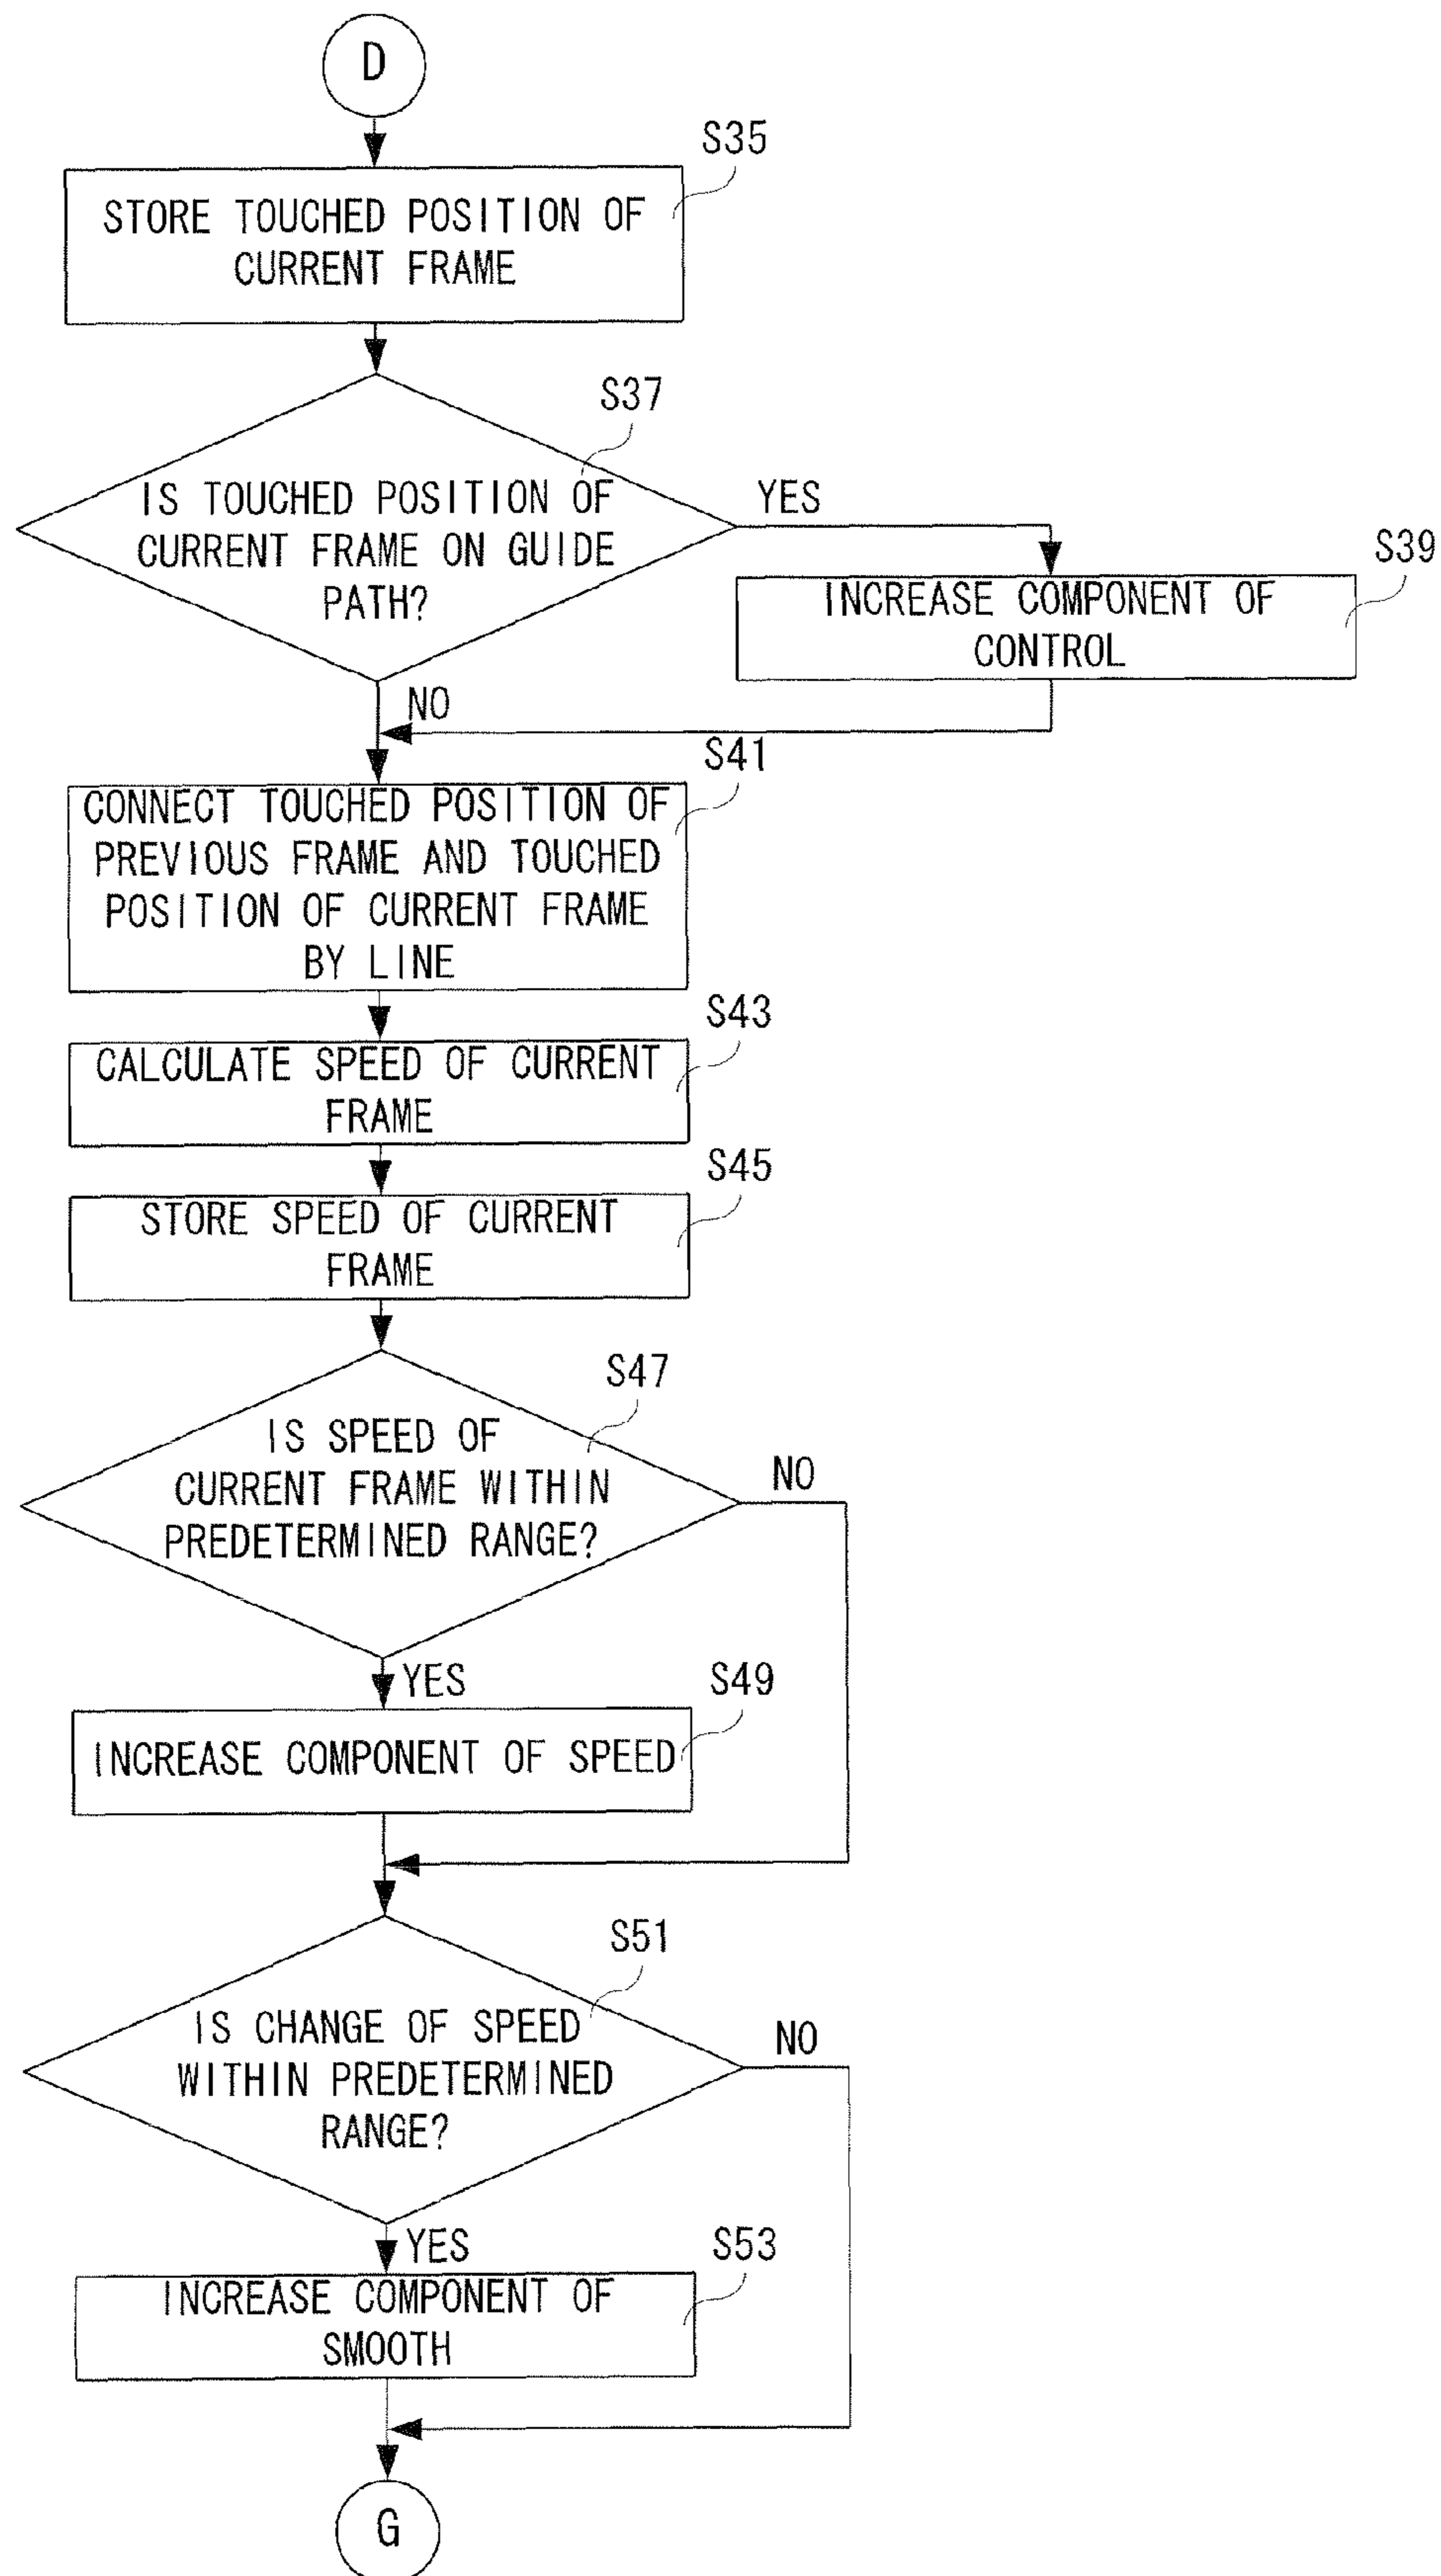 D
S35
STORE TOUCHED POSITION OF
CURRENT FRAME
S37
IS TOUCHED POSITION OF
CURRENT FRAME ON GUIDE
PATH?
YES
S39
INCREASE COMPONENT OF
CONTROL
NO
S41
CONNECT TOUCHED POSITION OF
PREVIOUS FRAME AND TOUCHED
POSITION OF CURRENT FRAME
BY LINE
S43
CALCULATE SPEED OF CURRENT
FRAME
S45
STORE SPEED OF CURRENT
FRAME
S47
IS SPEED OF
CURRENT FRAME WITHIN
PREDETERMINED RANGE?
NO
YES
S49
INCREASE COMPONENT OF SPEED
S51
IS CHANGE OF SPEED
WITHIN PREDETERMINED
RANGE?
NO
YES
S53
INCREASE COMPONENT OF
SMOOTH
G